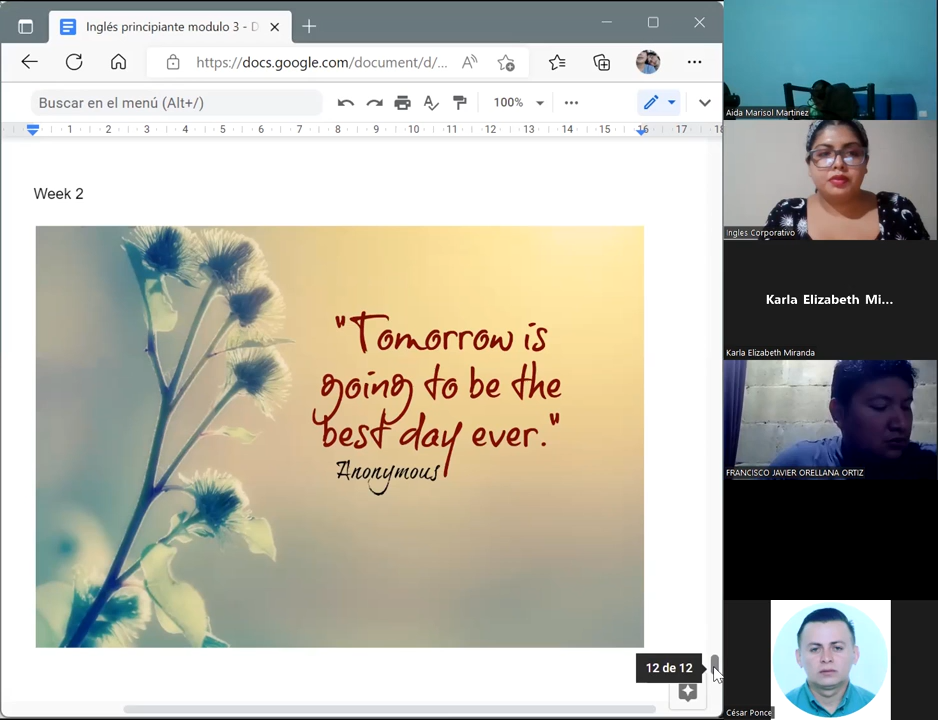 Inglés principiante modulo 3 - D
https://docs.google.com/document/d/...
Buscar en el menú (Alt+/)
100%
1 1 2 3 4 5 6 7 8 9 10 11 12 13 14 15 16 17 18
Week 2
"Tomorrow is
going to be the
best day ever."
Anonymous
12 de 12
Aida Marisol Martinez
Ingles Corporativo
Karla Elizabeth Mi...
Karla Elizabeth Miranda
FRANCISCO JAVIER ORELLANA ORTIZ
César Ponce